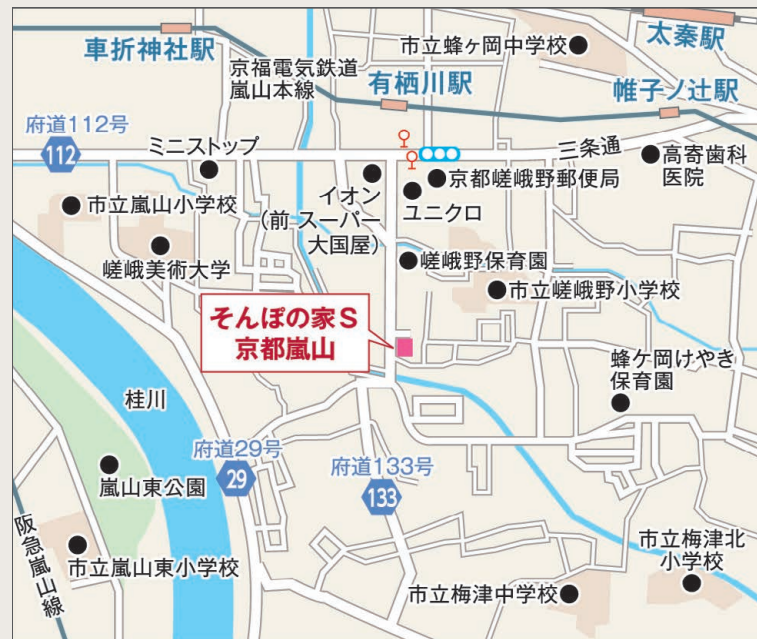 太秦駅
市立蜂ヶ岡中学校
車折神社駅
京福電気鉄道
嵐山本線
有栖川駅
帷子ノ辻駅
府道112号
112
ミニストップ
三条通
高寄歯科
医院
イオン
(前 スーパー
大国屋)
京都嵯峨野郵便局
ユニクロ
市立嵐山小学校
嵯峨美術大学
嵯峨野保育園
市立嵯峨野小学校
そんぽの家S
京都嵐山
蜂ケ岡けやき
保育園
桂川
府道29号
29
府道133号
133
嵐山東公園
阪急嵐山線
市立嵐山東小学校
市立梅津北
小学校
市立梅津中学校